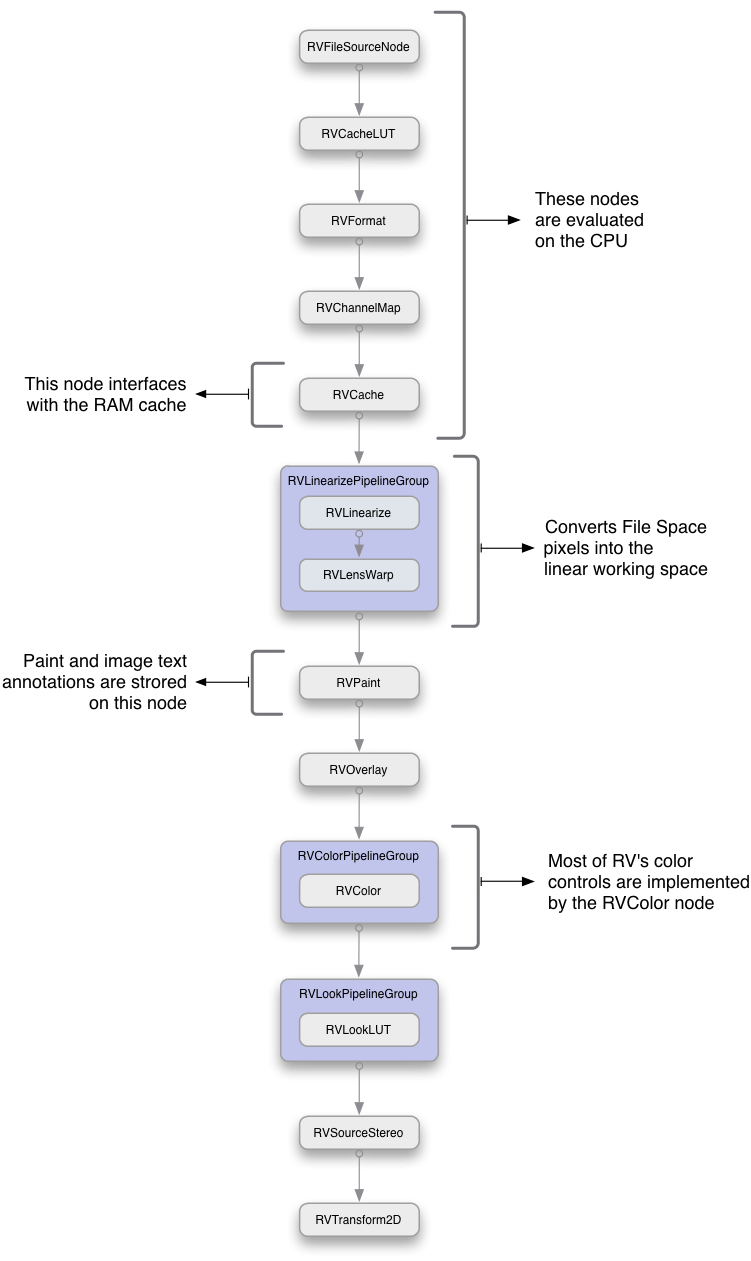 RVFileSourceNode
RVCacheLUT
These nodes
are evaluated
on the CPU
RVFormat
RVChannelMap
This node interfaces
with the RAM cache
RVCache
RVLinearizePipelineGroup
RVLinearize
RVLensWarp
Converts File Space
pixels into the
linear working space
Paint and image text
annotations are strored
on this node
RVPaint
RVOverlay
RVColorPipelineGroup
RVColor
Most of RV's color
controls are implemented
by the RVColor node
RVLookPipelineGroup
RVLookLUT
RVSourceStereo
RVTransform2D